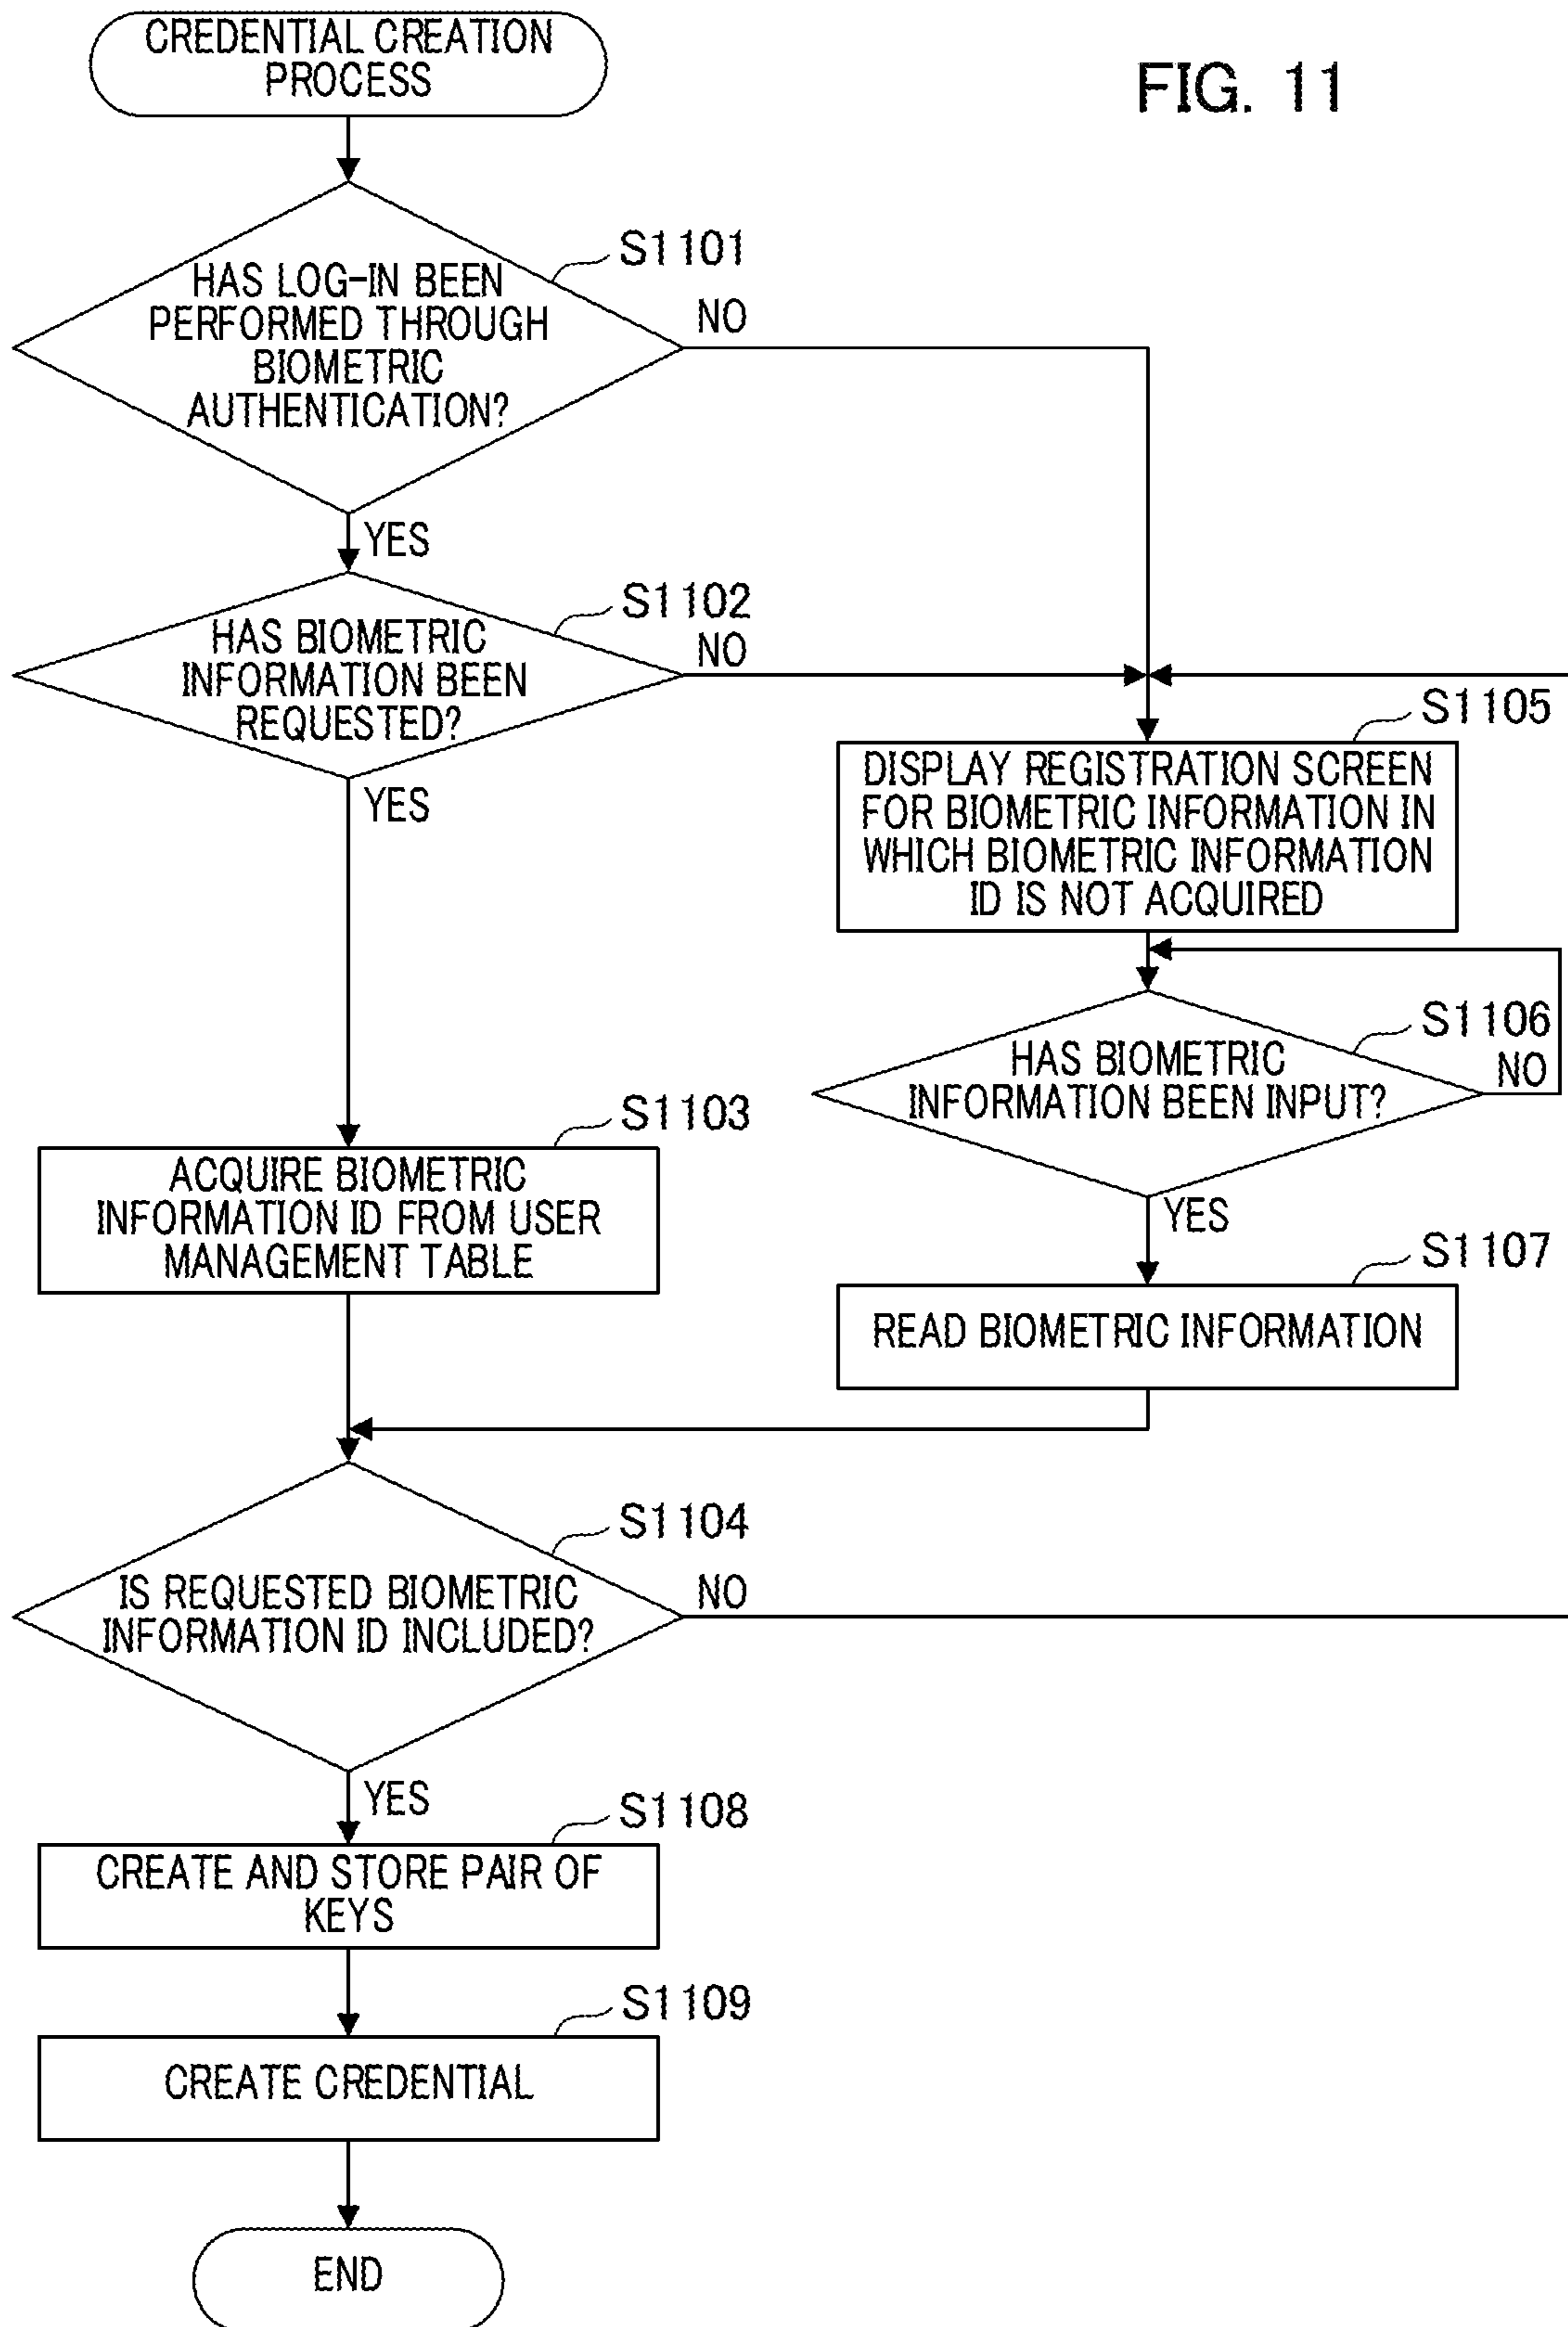 CREDENTIAL CREATION
PROCESS
FIG. 11
S1101
HAS LOG-IN BEEN
PERFORMED THROUGH
BIOMETRIC
AUTHENTICATION?
NO
YES
S1102
HAS BIOMETRIC
INFORMATION BEEN
REQUESTED?
NO
YES
S1105
DISPLAY REGISTRATION SCREEN
FOR BIOMETRIC INFORMATION IN
WHICH BIOMETRIC INFORMATION
ID IS NOT ACQUIRED
S1106
HAS BIOMETRIC
INFORMATION BEEN INPUT?
NO
YES
S1103
ACQUIRE BIOMETRIC
INFORMATION ID FROM USER
MANAGEMENT TABLE
S1107
READ BIOMETRIC INFORMATION
S1104
IS REQUESTED BIOMETRIC
INFORMATION ID INCLUDED?
NO
YES
S1108
CREATE AND STORE PAIR OF
KEYS
S1109
CREATE CREDENTIAL
END